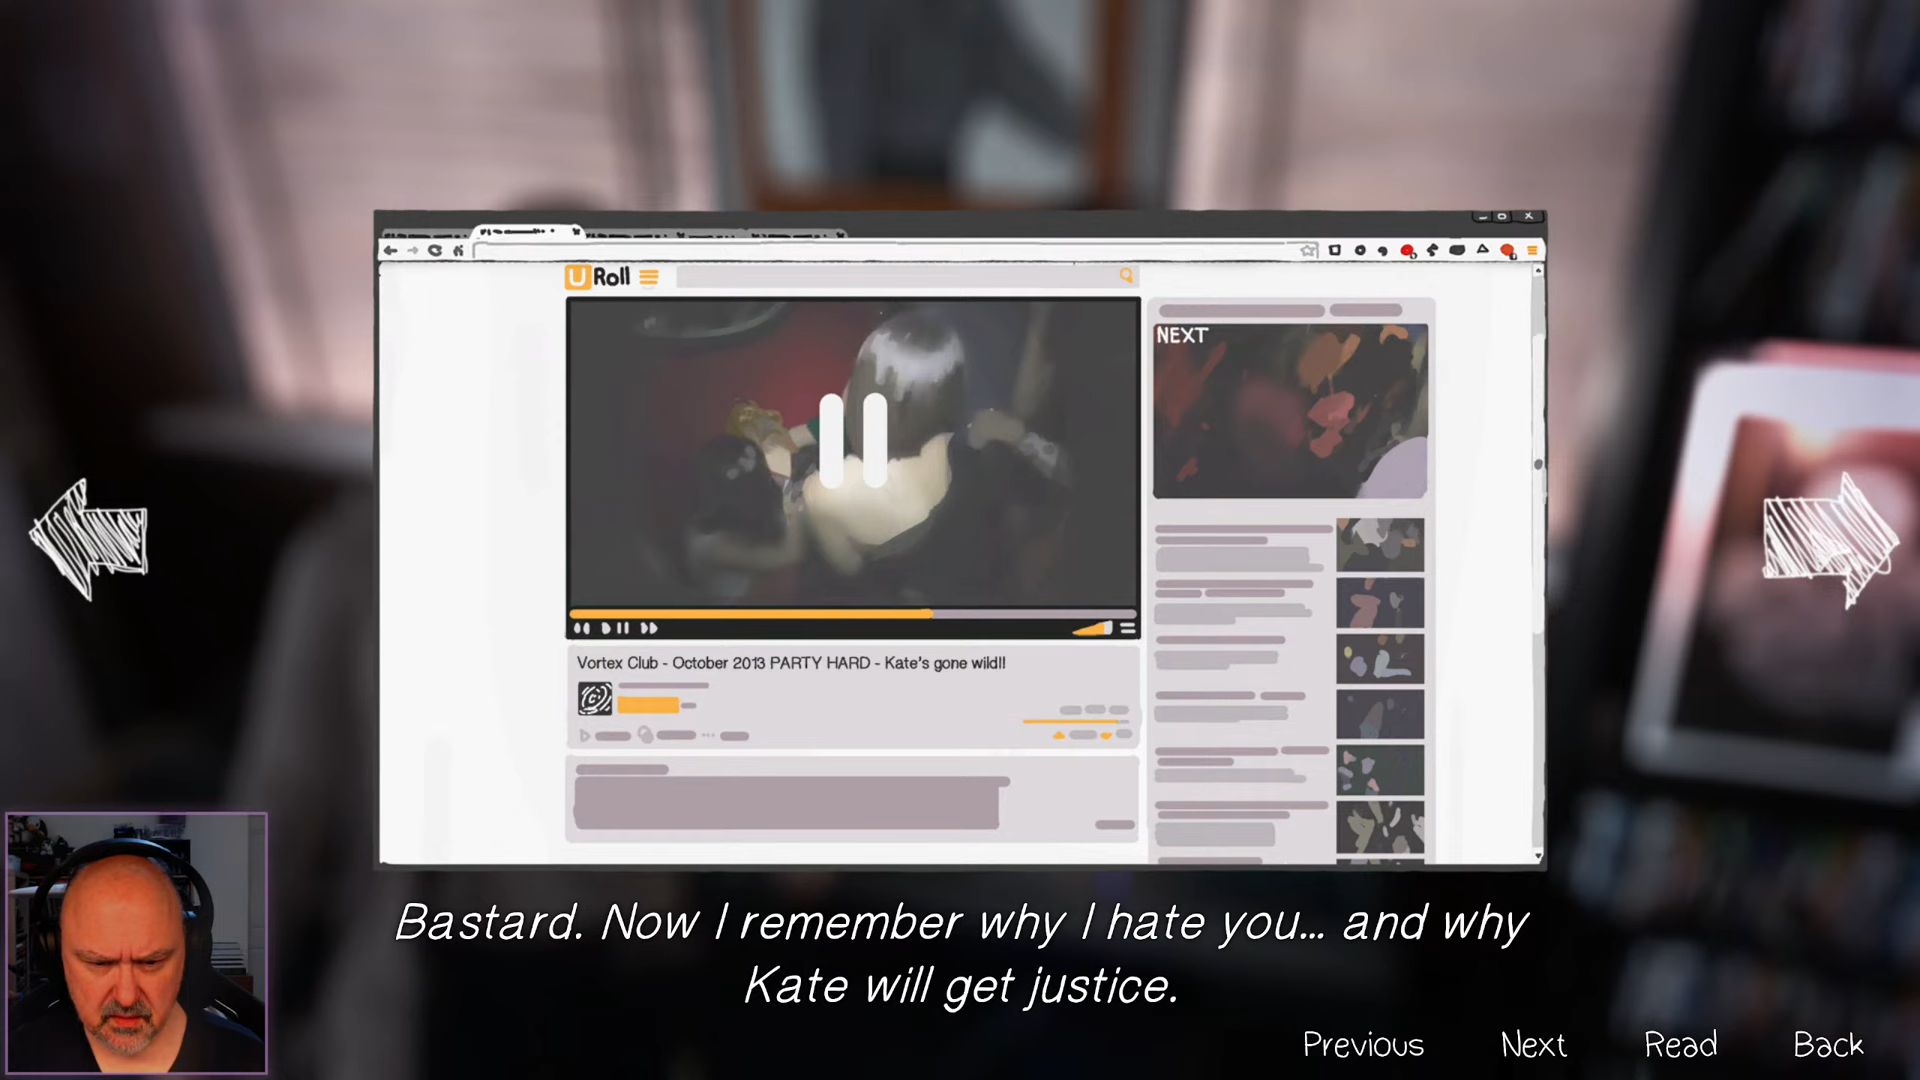 U Roll
NEXT
Vortex Club - October 2013 PARTY HARD - Kate's gone wild!!
Bastard. Now I remember why I hate you... and why
Kate will get justice.
Previous Next Read Back